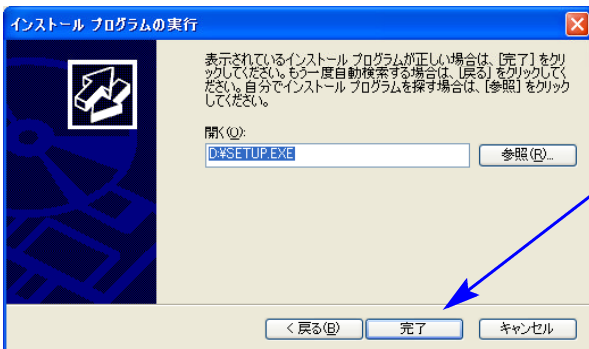 インストール プログラムの実行
表示されているインストール プログラムが正しい場合は、[完了] をクリ
ックしてください。もう一度自動検索する場合は、[戻る] をクリックしてく
ださい。自分でインストール プログラムを探す場合は、[参照] をクリック
してください。
開く(O):
D:¥SETUP.EXE
参照(R)...
< 戻る(B)
完了
キャンセル